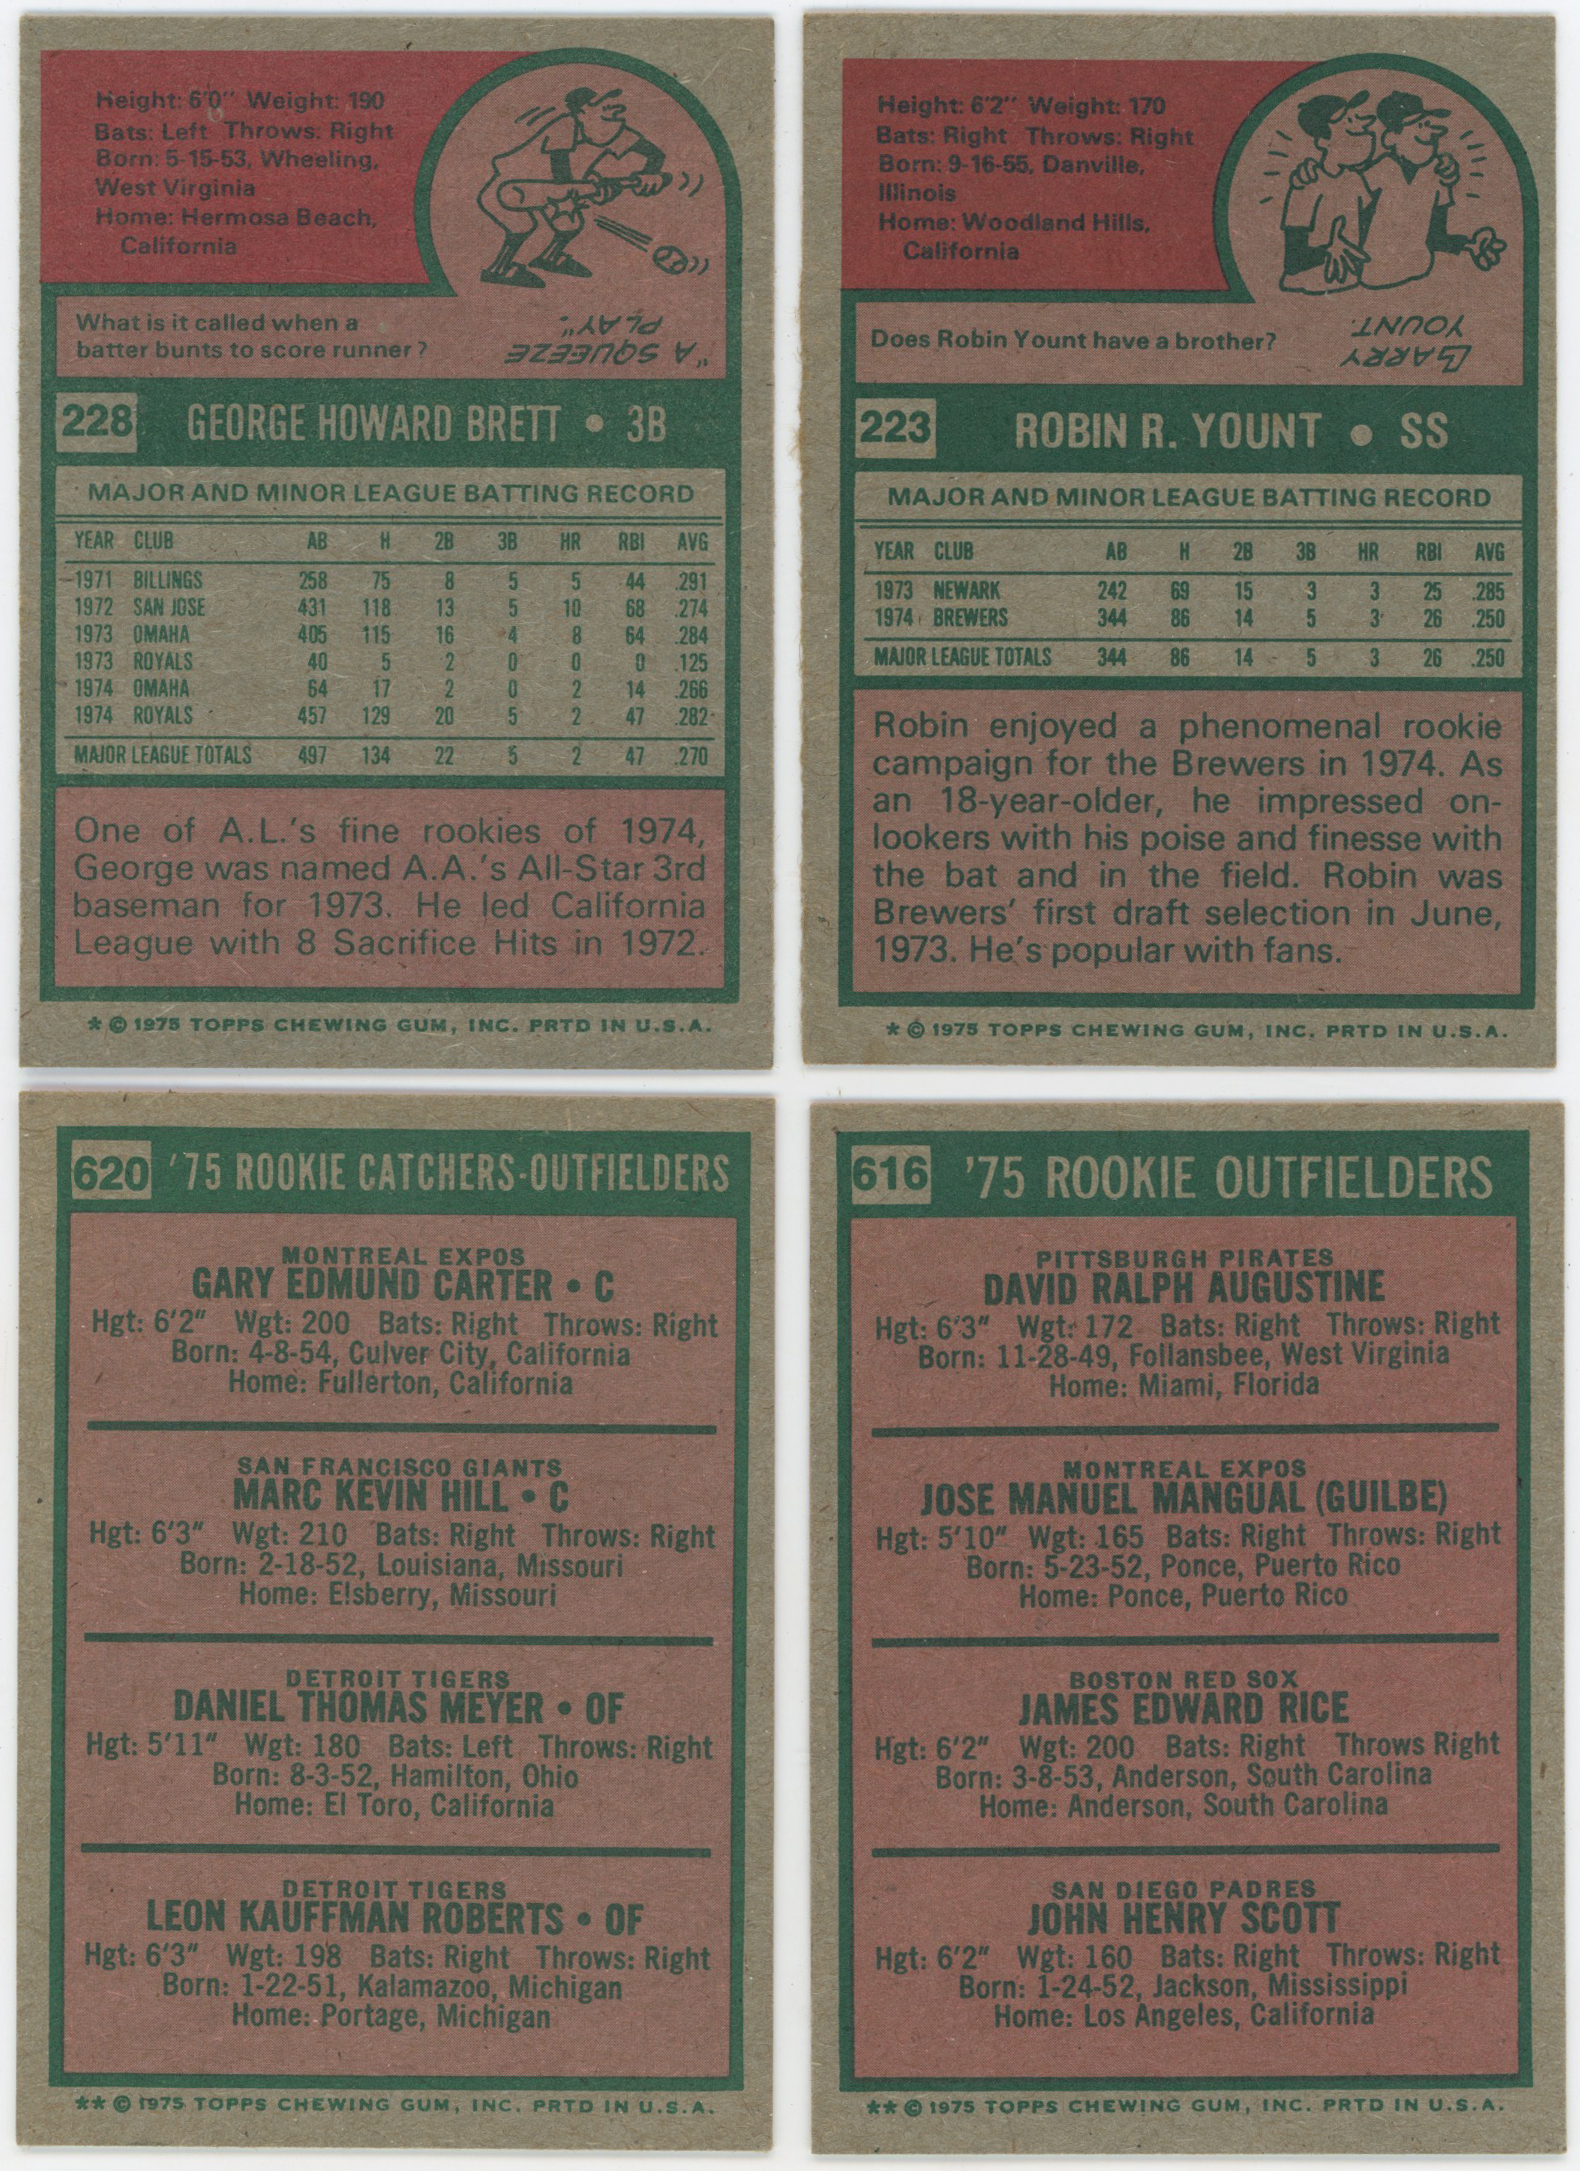 Height: 6'0" Weight: 190
Bats: Left Throws: Right
Born: 5-15-53, Wheeling,
West Virginia
Home: Hermosa Beach,
California
What is it called when a
batter bunts to score runner?
"A SQUEEZE
PLAY".
228 GEORGE HOWARD BRETT • 3B
MAJOR AND MINOR LEAGUE BATTING RECORD
YEAR CLUB AB H 2B 3B HR RBI AVG
1971 BILLINGS 258 75 8 5 5 44 .291
1972 SAN JOSE 431 118 13 5 10 68 .274
1973 OMAHA 405 115 16 4 8 64 .284
1973 ROYALS 40 5 2 0 0 0 .125
1974 OMAHA 64 17 2 0 2 14 .266
1974 ROYALS 457 129 20 5 2 47 .282
MAJOR LEAGUE TOTALS 497 134 22 5 2 47 .270
One of A.L.'s fine rookies of 1974,
George was named A.A.'s All-Star 3rd
baseman for 1973. He led California
League with 8 Sacrifice Hits in 1972.
* © 1975 TOPPS CHEWING GUM, INC. PRTD IN U.S.A.
Height: 6'2" Weight: 170
Bats: Right Throws: Right
Born: 9-16-55, Danville,
Illinois
Home: Woodland Hills,
California
Does Robin Yount have a brother?
LARRY
YOUNT.
223 ROBIN R. YOUNT • SS
MAJOR AND MINOR LEAGUE BATTING RECORD
YEAR CLUB AB H 2B 3B HR RBI AVG
1973 NEWARK 242 69 15 3 3 25 .285
1974 BREWERS 344 86 14 5 3 26 .250
MAJOR LEAGUE TOTALS 344 86 14 5 3 26 .250
Robin enjoyed a phenomenal rookie
campaign for the Brewers in 1974. As
an 18-year-older, he impressed on-
lookers with his poise and finesse with
the bat and in the field. Robin was
Brewers' first draft selection in June,
1973. He's popular with fans.
* © 1975 TOPPS CHEWING GUM, INC. PRTD IN U.S.A.
620 '75 ROOKIE CATCHERS-OUTFIELDERS
MONTREAL EXPOS
GARY EDMUND CARTER • C
Hgt: 6'2" Wgt: 200 Bats: Right Throws: Right
Born: 4-8-54, Culver City, California
Home: Fullerton, California
SAN FRANCISCO GIANTS
MARC KEVIN HILL • C
Hgt: 6'3" Wgt: 210 Bats: Right Throws: Right
Born: 2-18-52, Louisiana, Missouri
Home: Elsberry, Missouri
DETROIT TIGERS
DANIEL THOMAS MEYER • OF
Hgt: 5'11" Wgt: 180 Bats: Left Throws: Right
Born: 8-3-52, Hamilton, Ohio
Home: El Toro, California
DETROIT TIGERS
LEON KAUFFMAN ROBERTS • OF
Hgt: 6'3" Wgt: 198 Bats: Right Throws: Right
Born: 1-22-51, Kalamazoo, Michigan
Home: Portage, Michigan
** © 1975 TOPPS CHEWING GUM, INC. PRTD IN U.S.A.
616 '75 ROOKIE OUTFIELDERS
PITTSBURGH PIRATES
DAVID RALPH AUGUSTINE
Hgt: 6'3" Wgt: 172 Bats: Right Throws: Right
Born: 11-28-49, Follansbee, West Virginia
Home: Miami, Florida
MONTREAL EXPOS
JOSE MANUEL MANGUAL (GUILBE)
Hgt: 5'10" Wgt: 165 Bats: Right Throws: Right
Born: 5-23-52, Ponce, Puerto Rico
Home: Ponce, Puerto Rico
BOSTON RED SOX
JAMES EDWARD RICE
Hgt: 6'2" Wgt: 200 Bats: Right Throws Right
Born: 3-8-53, Anderson, South Carolina
Home: Anderson, South Carolina
SAN DIEGO PADRES
JOHN HENRY SCOTT
Hgt: 6'2" Wgt: 160 Bats: Right Throws: Right
Born: 1-24-52, Jackson, Mississippi
Home: Los Angeles, California
** © 1975 TOPPS CHEWING GUM, INC. PRTD IN U.S.A.